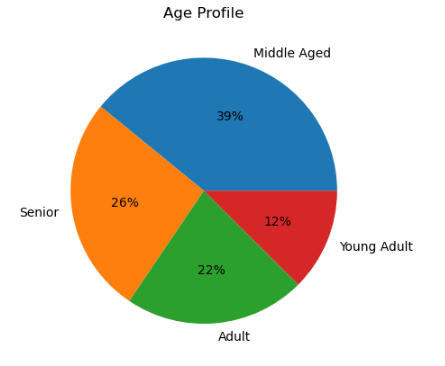 Age Profile
Middle Aged
39%
Senior
26%
12%
Young Adult
22%
Adult